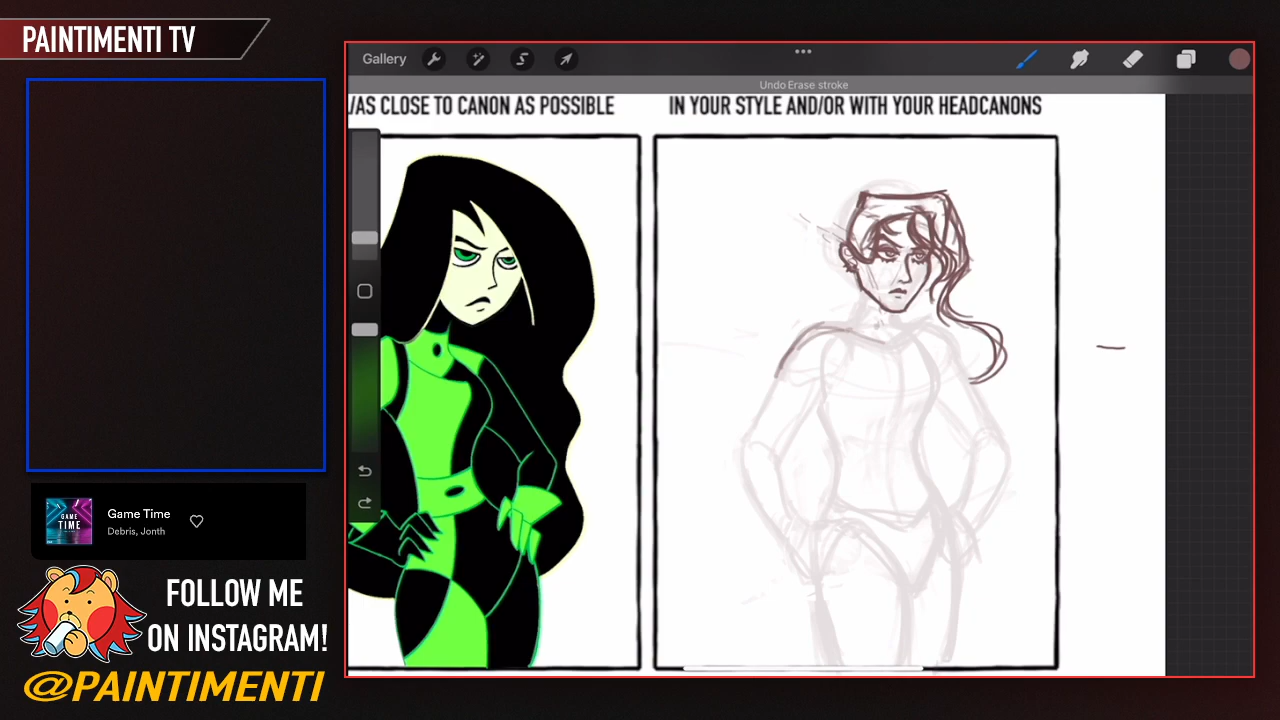 PAINTIMENTI TV
Gallery
Undo Erase stroke
/AS CLOSE TO CANON AS POSSIBLE
IN YOUR STYLE AND/OR WITH YOUR HEADCANONS
GAME
TIME
Game Time
Debris, Jonth
FOLLOW ME
ON INSTAGRAM!
@PAINTIMENTI